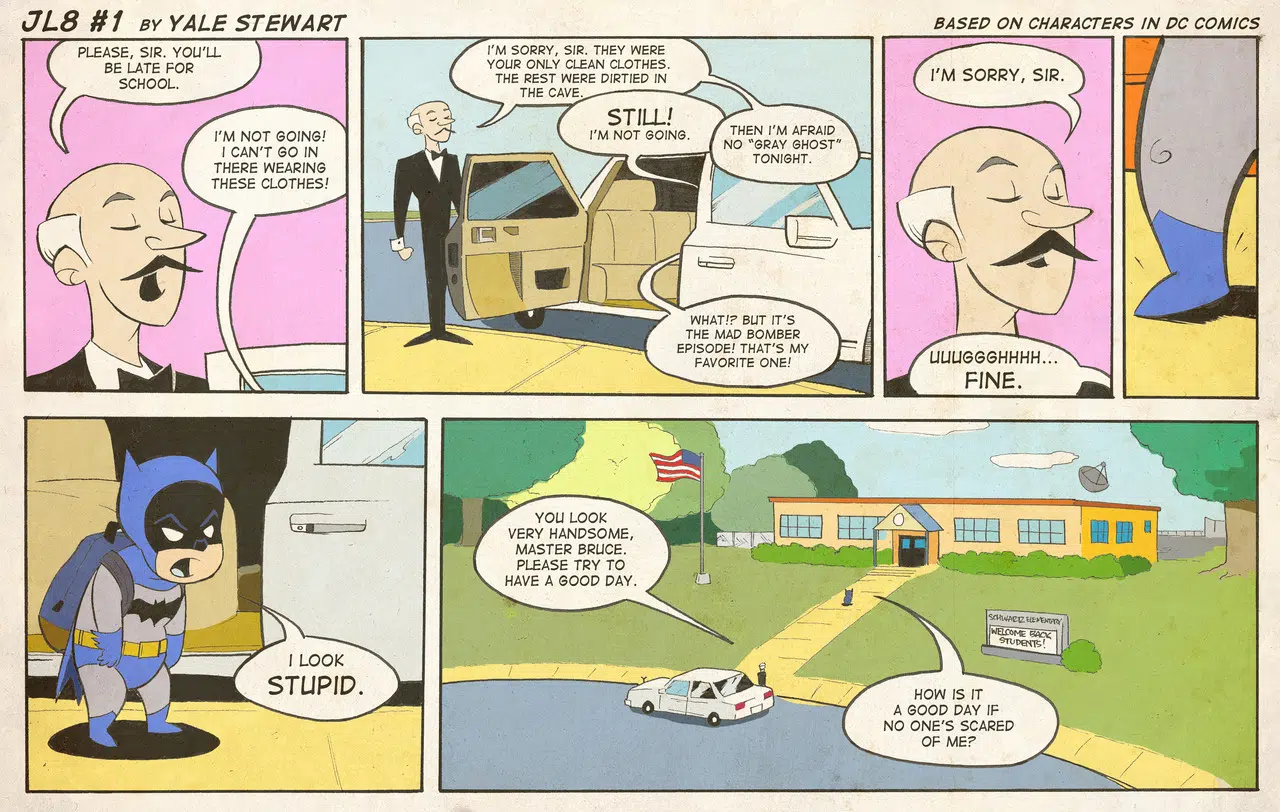 JL8 #1 BY YALE STEWART
BASED ON CHARACTERS IN DC COMICS
PLEASE, SIR. YOU'LL
BE LATE FOR
SCHOOL.
I'M NOT GOING!
I CAN'T GO IN
THERE WEARING
THESE CLOTHES!
I'M SORRY, SIR. THEY WERE
YOUR ONLY CLEAN CLOTHES.
THE REST WERE DIRTIED IN
THE CAVE.
STILL!
I'M NOT GOING.
THEN I'M AFRAID
NO "GRAY GHOST"
TONIGHT.
WHAT!? BUT IT'S
THE MAD BOMBER
EPISODE! THAT'S MY
FAVORITE ONE!
I'M SORRY, SIR.
UUUGGGHHHH...
FINE.
I LOOK
STUPID.
YOU LOOK
VERY HANDSOME,
MASTER BRUCE.
PLEASE TRY TO
HAVE A GOOD DAY.
SCHWARTZ ELEMENTARY
WELCOME BACK
STUDENTS!
HOW IS IT
A GOOD DAY IF
NO ONE'S SCARED
OF ME?